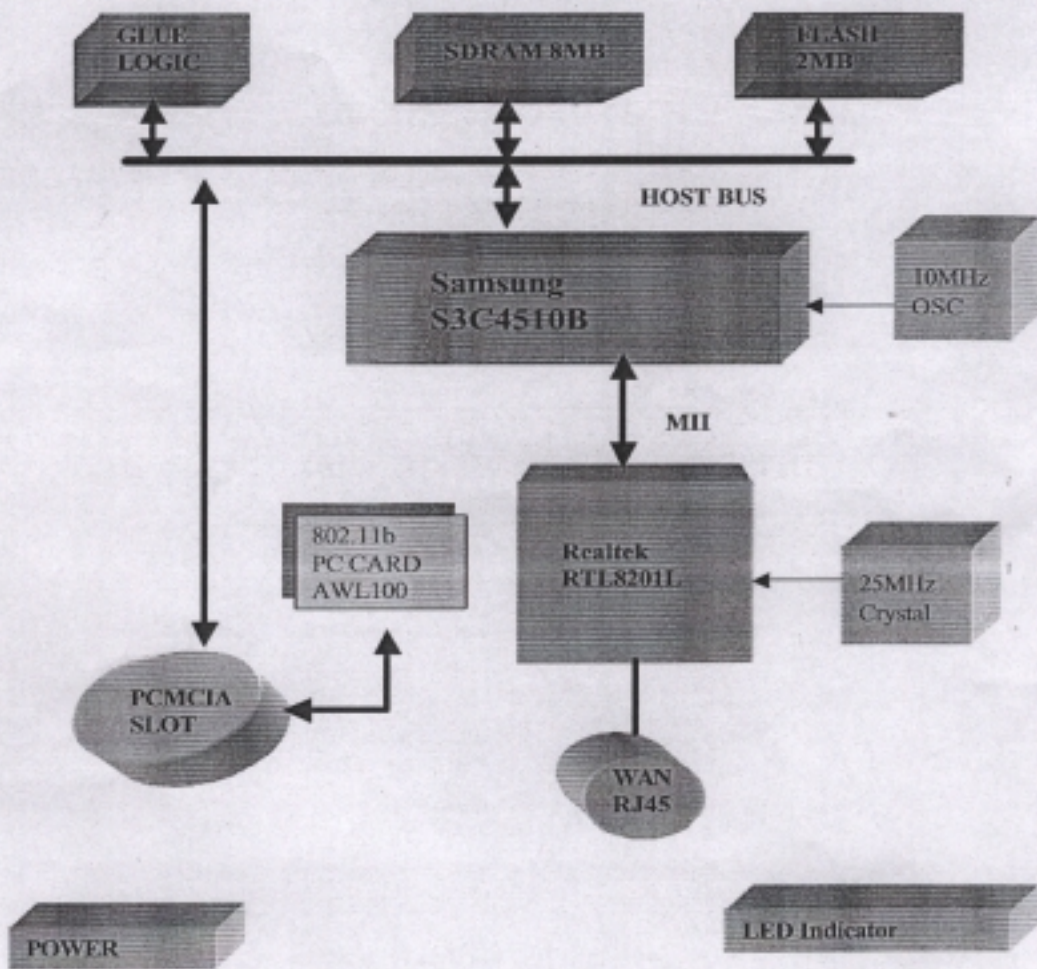 GLUE
LOGIC
SDRAM 8MB
FLASH
2MB
HOST BUS
Samsung
S3C4510B
10MHz
OSC
MII
802.11b
PC CARD
AWL100
Realtek
RTL8201L
25MHz
Crystal
PCMCIA
SLOT
WAN
RJ45
POWER
LED Indicator